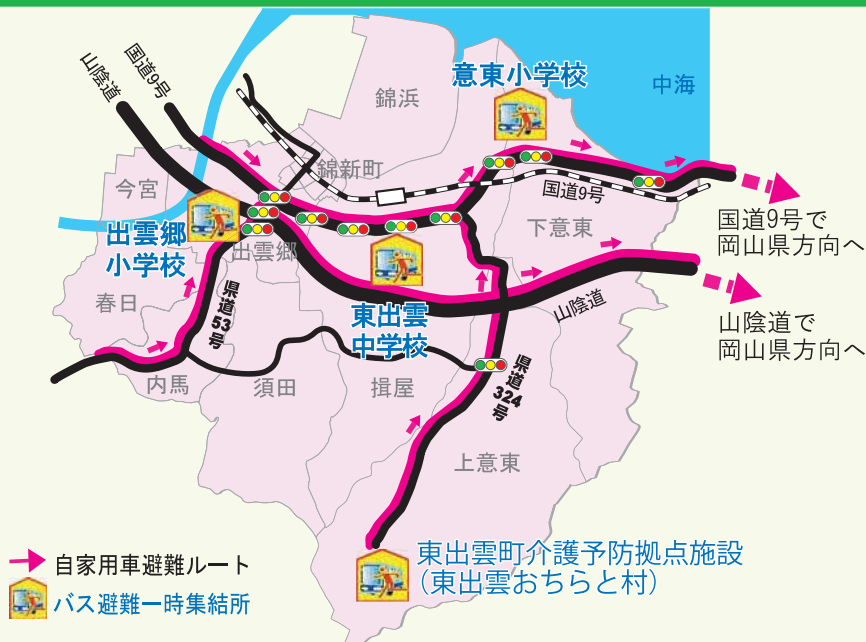 国道9号
山陰道
意東小学校
中海
錦浜
錦新町
今宮
国道9号
国道9号で
岡山県方向へ
下意東
出雲郷
小学校
出雲郷
春日
県道
53
号
東出雲
中学校
山陰道
山陰道で
岡山県方向へ
内馬
須田
揖屋
県道
324
号
上意東
東出雲町介護予防拠点施設
（東出雲おちらと村）
自家用車避難ルート
バス避難一時集結所